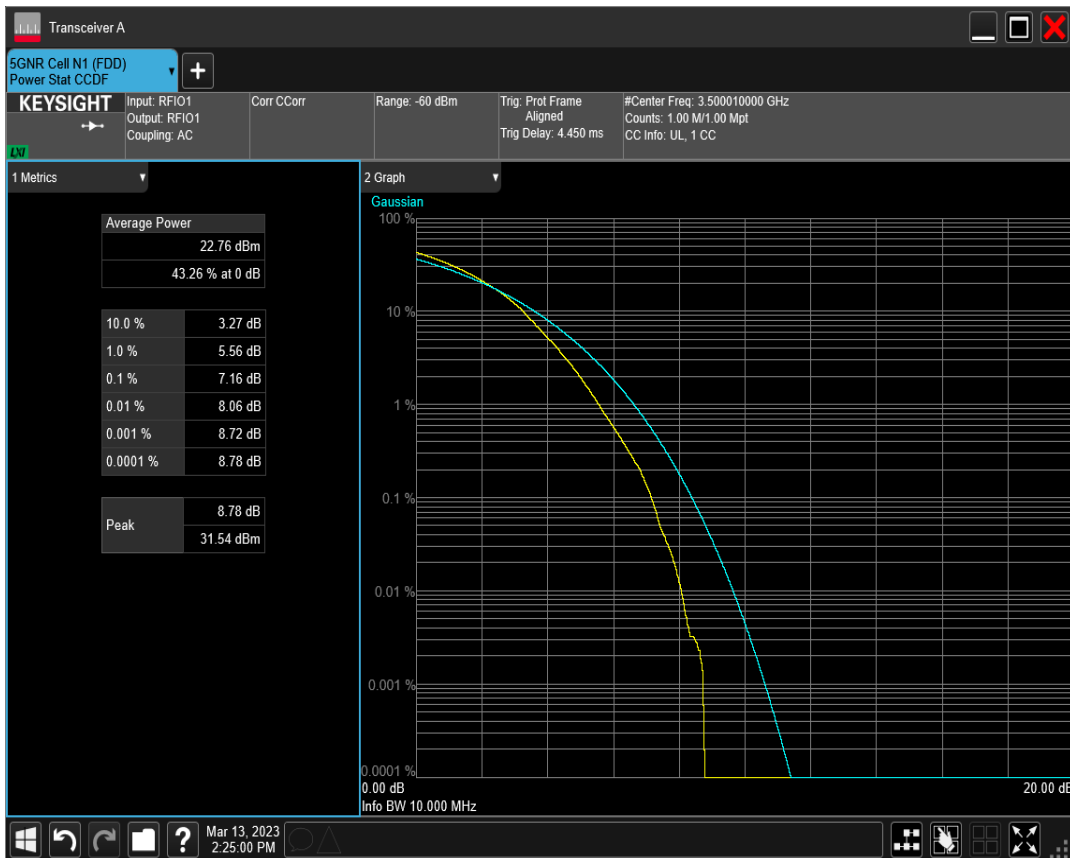 Transceiver A
5GNR Cell N1 (FDD)
Power Stat CCDF
KEYSIGHT
LXI
Input: RFIO1
Output: RFIO1
Coupling: AC
Corr CCorr
Range: -60 dBm
Trig: Prot Frame
Aligned
Trig Delay: 4.450 ms
#Center Freq: 3.500010000 GHz
Counts: 1.00 M/1.00 Mpt
CC Info: UL, 1 CC
1 Metrics
Average Power
22.76 dBm
43.26 % at 0 dB
10.0 % 3.27 dB
1.0 % 5.56 dB
0.1 % 7.16 dB
0.01 % 8.06 dB
0.001 % 8.72 dB
0.0001 % 8.78 dB
Peak
8.78 dB
31.54 dBm
2 Graph
Gaussian
100 %
10 %
1 %
0.1 %
0.01 %
0.001 %
0.0001 %
0.00 dB 20.00 dB
Info BW 10.000 MHz
?
Mar 13, 2023
2:25:00 PM